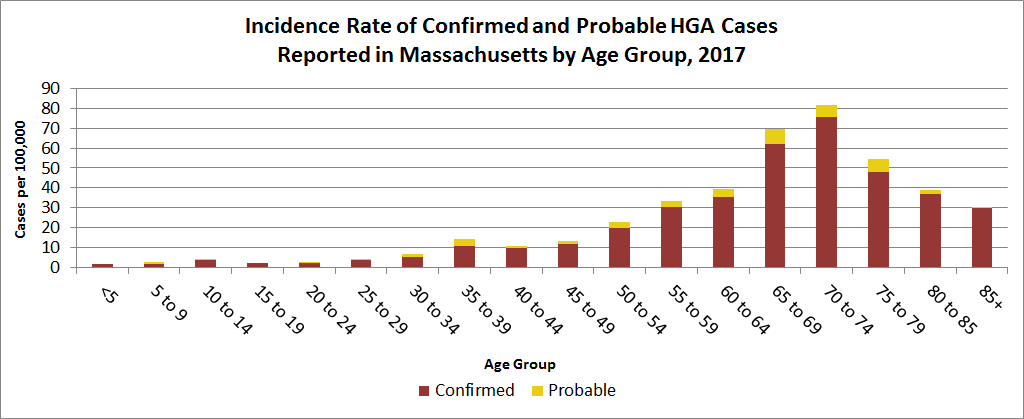 Incidence Rate of Confirmed and Probable HGA Cases
Reported in Massachusetts by Age Group, 2017
90
80
70
60
50
40
30
20
10
0
Cases per 100,000
<5
5 to 9
10 to 14
15 to 19
20 to 24
25 to 29
30 to 34
35 to 39
40 to 44
45 to 49
50 to 54
55 to 59
60 to 64
65 to 69
70 to 74
75 to 79
80 to 85
85+
Age Group
Confirmed Probable